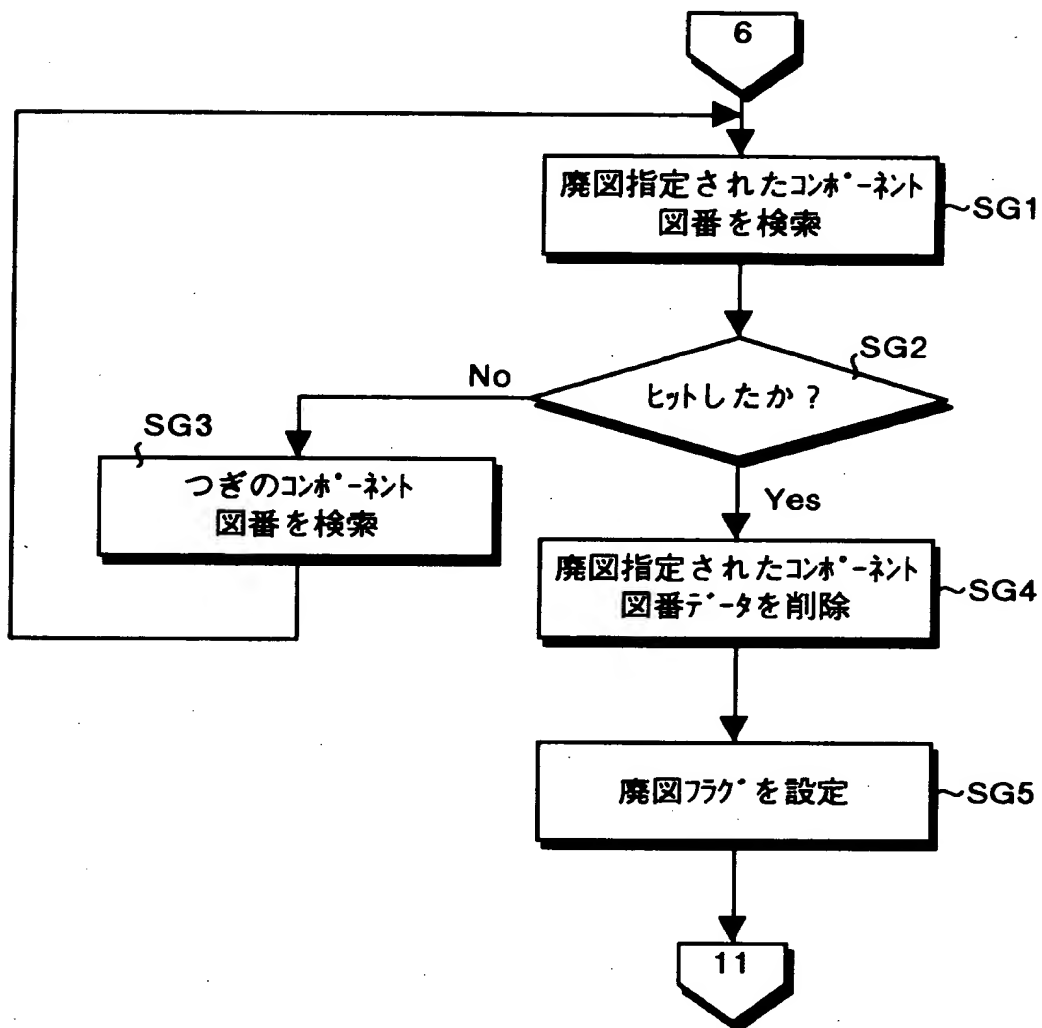 6
廃図指定されたコンポーネント
図番を検索
SG1
SG2
ヒットしたか?
No
SG3
つぎのコンポーネント
図番を検索
Yes
廃図指定されたコンポーネント
図番データを削除
SG4
廃図フラグを設定
SG5
11